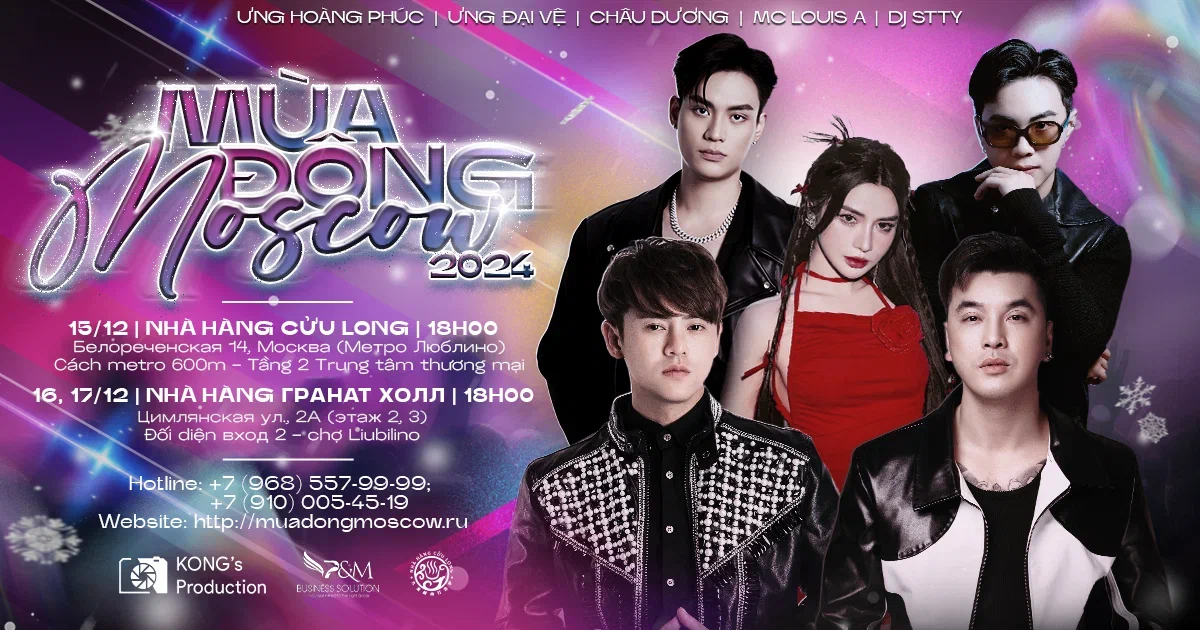 ƯNG HOÀNG PHÚC | ƯNG ĐẠI VỆ | CHÂU DƯƠNG | MC LOUIS A | DJ STTY
MÙA
ĐÔNG
Moscow
2024
15/12 | NHÀ HÀNG CỬU LONG | 18H00
Белореченская 14, Москва (Метро Люблино)
Cách metro 600m – Tầng 2 Trung tâm thương mại
16, 17/12 | NHÀ HÀNG ГРАНАТ ХОЛЛ | 18H00
Цимлянская ул., 2А (этаж 2, 3)
Đối diện вход 2 – chợ Liubilino
Hotline: +7 (968) 557-99-99;
+7 (910) 005-45-19
Website: http://muadongmoscow.ru
KONG's
Production
P&M
BUSINESS SOLUTION
NHÀ HÀNG CỬU LONG